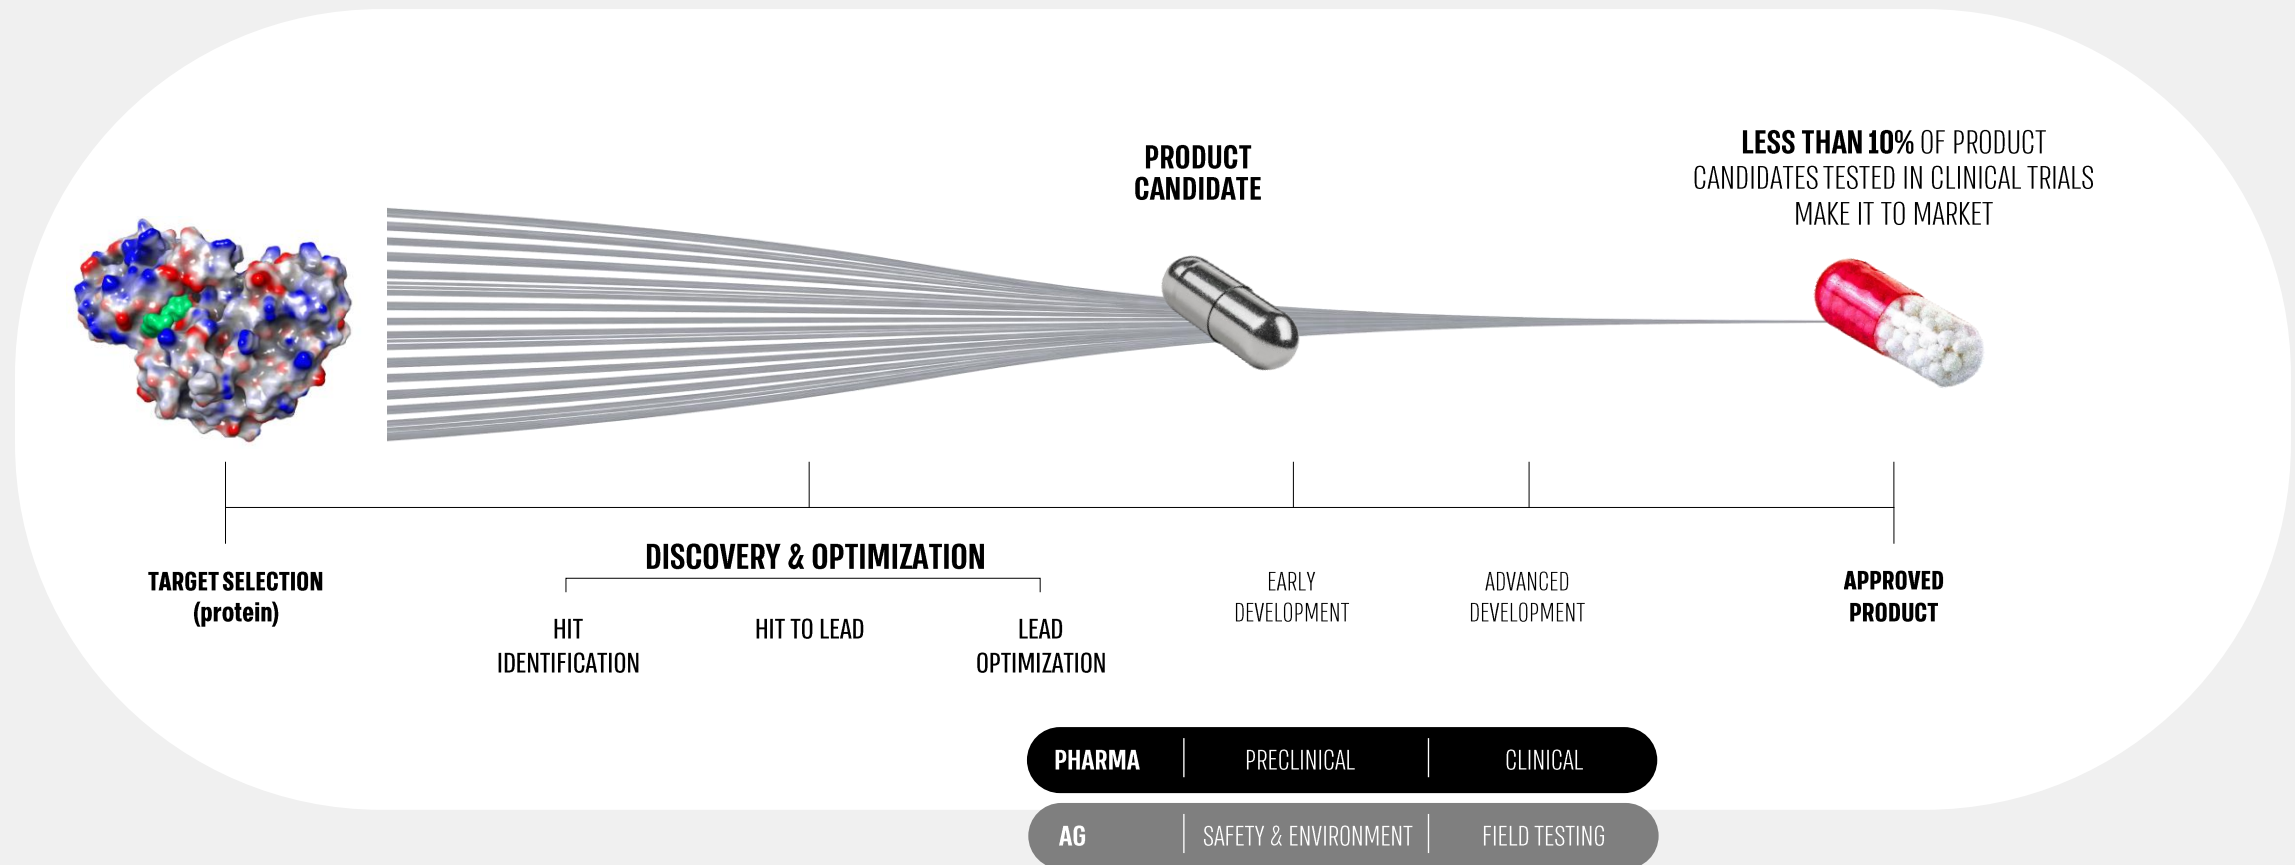 PRODUCT
CANDIDATE
LESS THAN 10% OF PRODUCT
CANDIDATES TESTED IN CLINICAL TRIALS
MAKE IT TO MARKET
TARGET SELECTION
(protein)
DISCOVERY & OPTIMIZATION
HIT
IDENTIFICATION
HIT TO LEAD
LEAD
OPTIMIZATION
EARLY
DEVELOPMENT
ADVANCED
DEVELOPMENT
APPROVED
PRODUCT
PHARMA PRECLINICAL CLINICAL
AG SAFETY & ENVIRONMENT FIELD TESTING